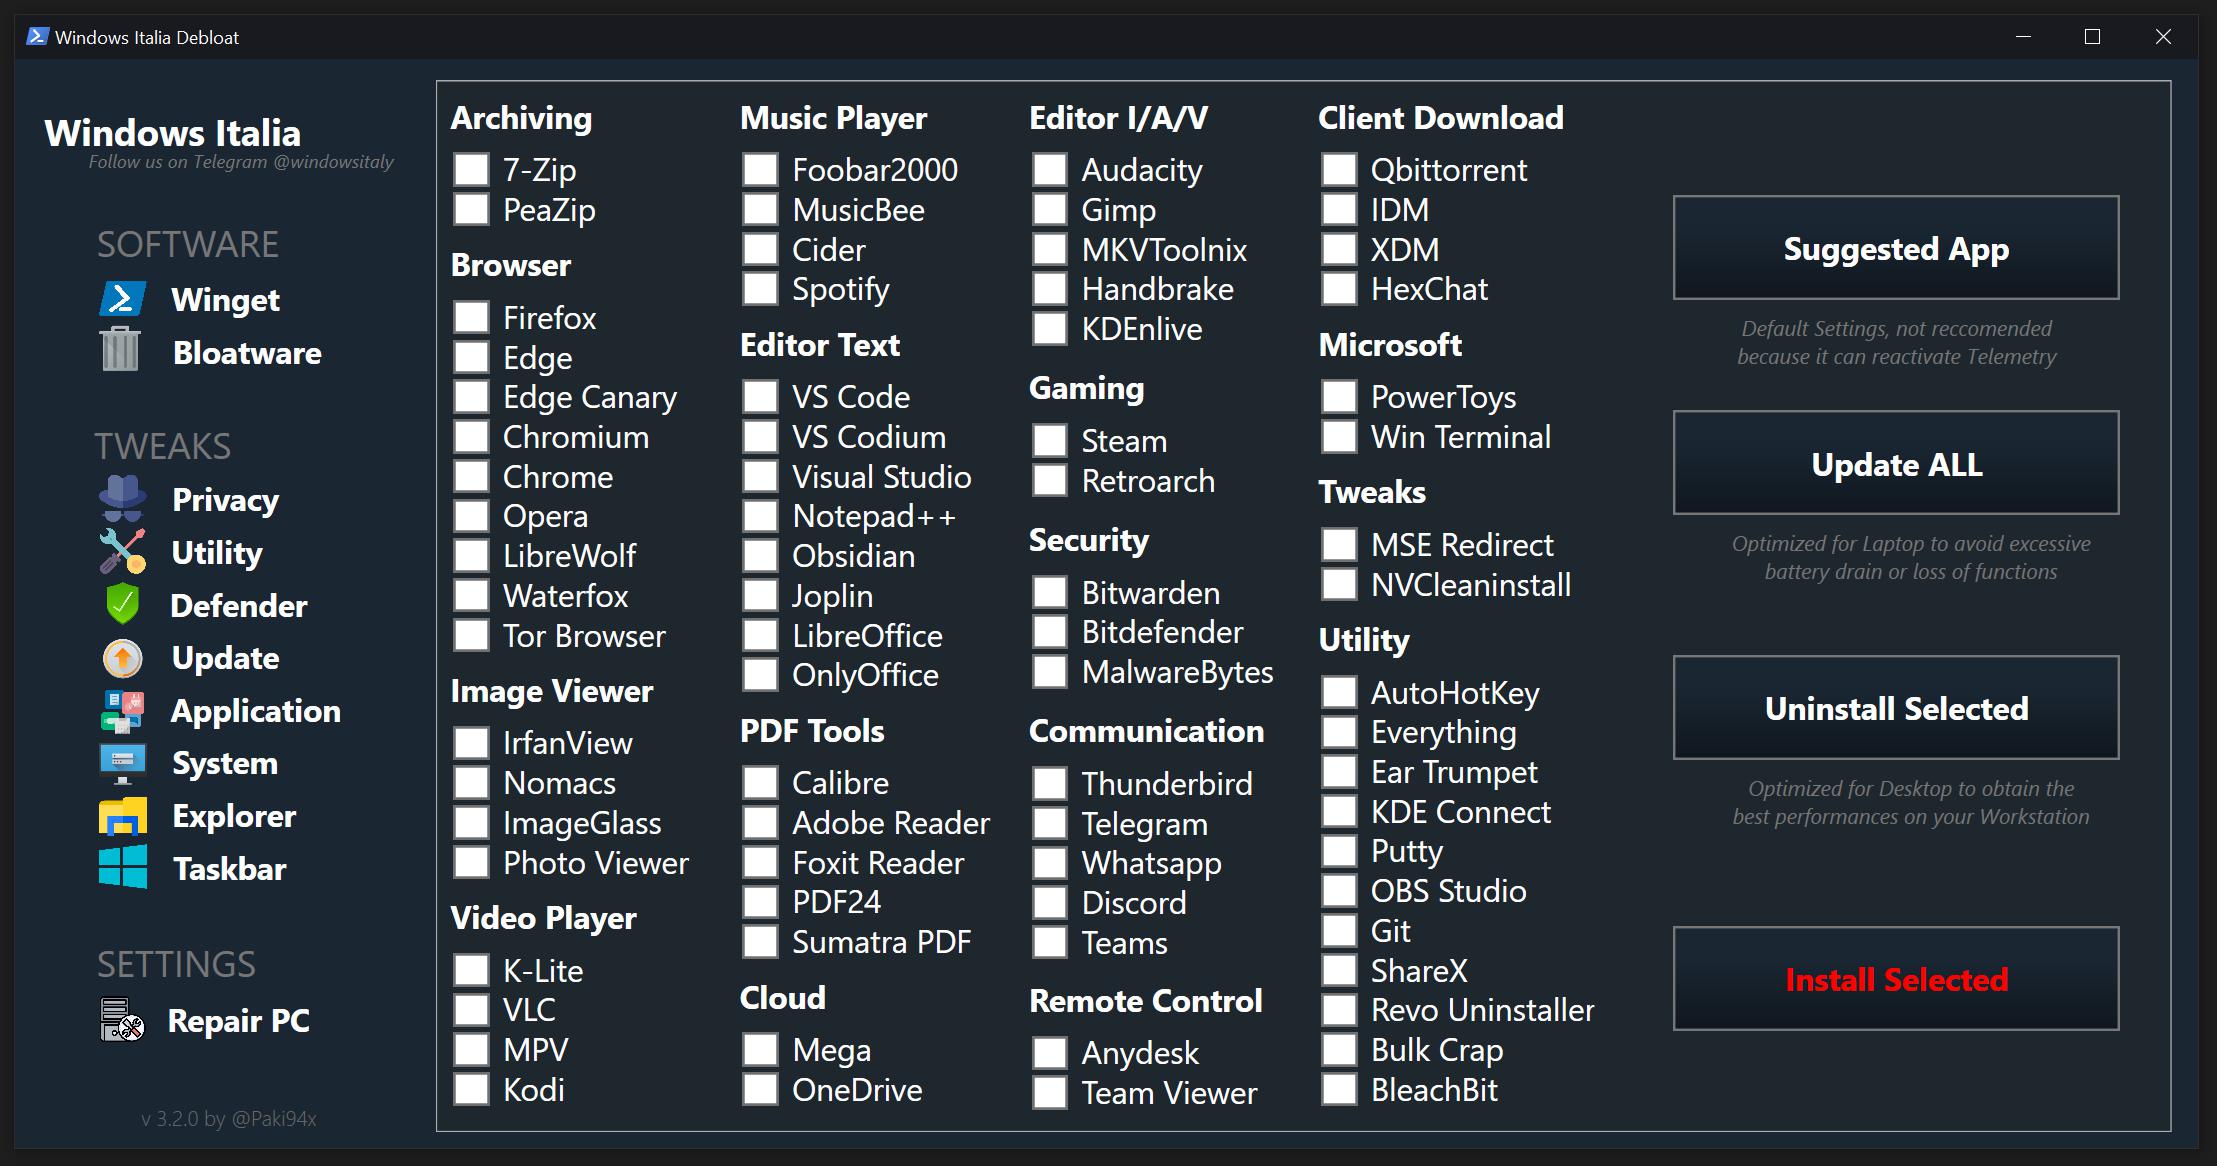 Windows Italia Debloat
Windows Italia
Follow us on Telegram @windowsitaly
SOFTWARE
Winget
Bloatware
TWEAKS
Privacy
Utility
Defender
Update
Application
System
Explorer
Taskbar
SETTINGS
Repair PC
v 3.2.0 by @Paki94x
Archiving
7-Zip
PeaZip
Browser
Firefox
Edge
Edge Canary
Chromium
Chrome
Opera
LibreWolf
Waterfox
Tor Browser
Image Viewer
IrfanView
Nomacs
ImageGlass
Photo Viewer
Video Player
K-Lite
VLC
MPV
Kodi
Music Player
Foobar2000
MusicBee
Cider
Spotify
Editor Text
VS Code
VS Codium
Visual Studio
Notepad++
Obsidian
Joplin
LibreOffice
OnlyOffice
PDF Tools
Calibre
Adobe Reader
Foxit Reader
PDF24
Sumatra PDF
Cloud
Mega
OneDrive
Editor I/A/V
Audacity
Gimp
MKVToolnix
Handbrake
KDEnlive
Gaming
Steam
Retroarch
Security
Bitwarden
Bitdefender
MalwareBytes
Communication
Thunderbird
Telegram
Whatsapp
Discord
Teams
Remote Control
Anydesk
Team Viewer
Client Download
Qbittorrent
IDM
XDM
HexChat
Microsoft
PowerToys
Win Terminal
Tweaks
MSE Redirect
NVCleaninstall
Utility
AutoHotKey
Everything
Ear Trumpet
KDE Connect
Putty
OBS Studio
Git
ShareX
Revo Uninstaller
Bulk Crap
BleachBit
Suggested App
Default Settings, not reccomended
because it can reactivate Telemetry
Update ALL
Optimized for Laptop to avoid excessive
battery drain or loss of functions
Uninstall Selected
Optimized for Desktop to obtain the
best performances on your Workstation
Install Selected